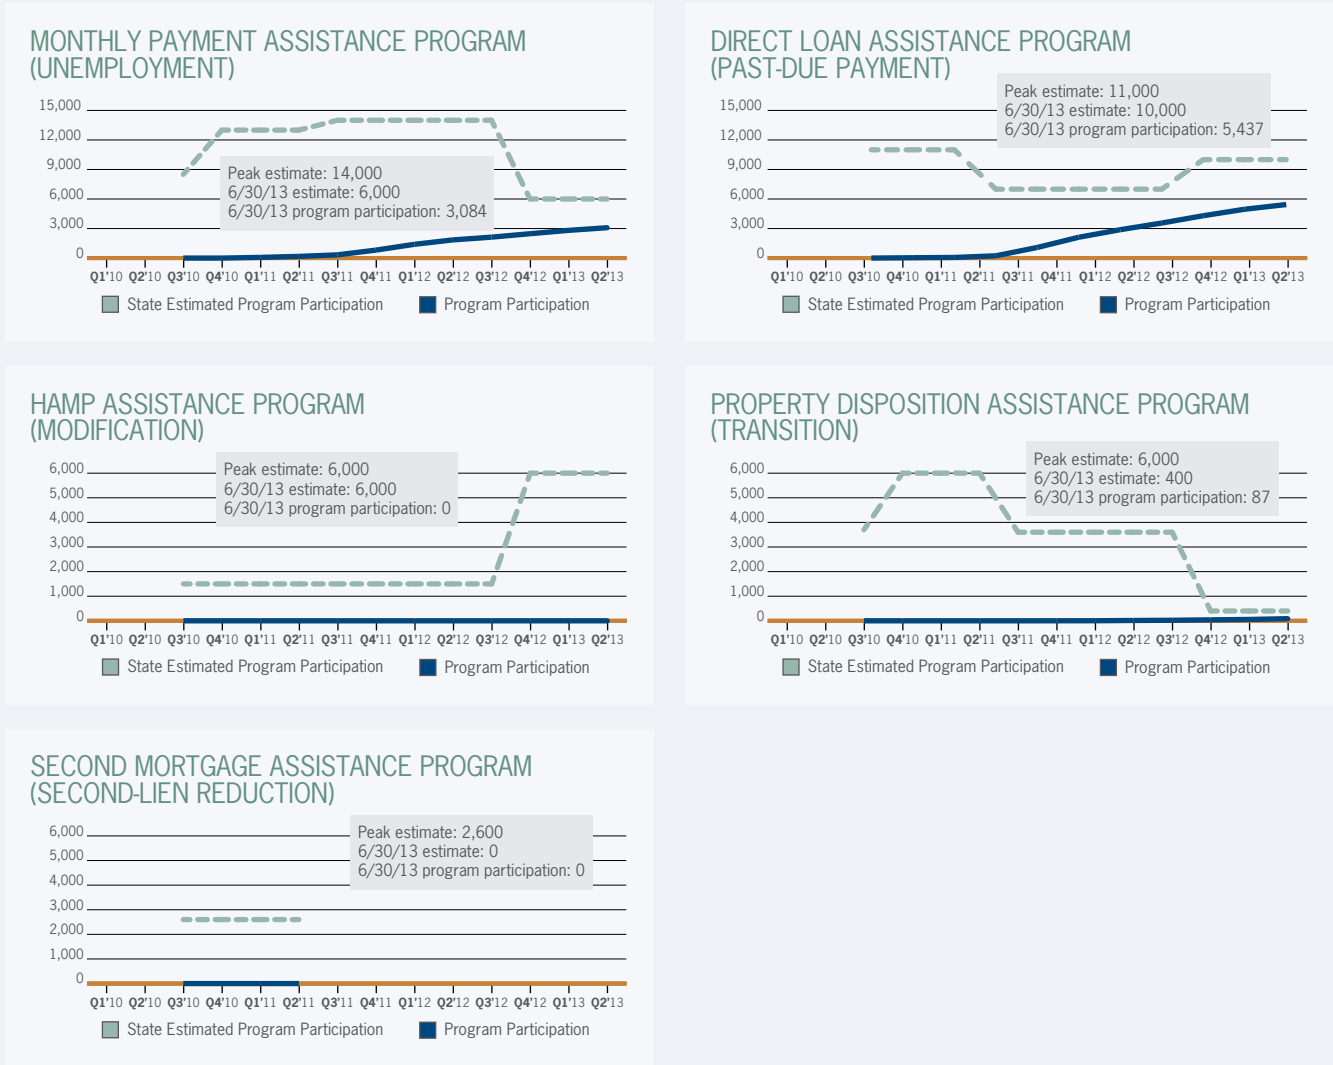 MONTHLY PAYMENT ASSISTANCE PROGRAM
(UNEMPLOYMENT)
15,000
12,000
9,000
6,000
3,000
0
Peak estimate: 14,000
6/30/13 estimate: 6,000
6/30/13 program participation: 3,084
Q1'10 Q2'10 Q3'10 Q4'10 Q1'11 Q2'11 Q3'11 Q4'11 Q1'12 Q2'12 Q3'12 Q4'12 Q1'13 Q2'13
State Estimated Program Participation Program Participation
DIRECT LOAN ASSISTANCE PROGRAM
(PAST-DUE PAYMENT)
Peak estimate: 11,000
6/30/13 estimate: 10,000
6/30/13 program participation: 5,437
15,000
12,000
9,000
6,000
3,000
0
Q1'10 Q2'10 Q3'10 Q4'10 Q1'11 Q2'11 Q3'11 Q4'11 Q1'12 Q2'12 Q3'12 Q4'12 Q1'13 Q2'13
State Estimated Program Participation Program Participation
HAMP ASSISTANCE PROGRAM
(MODIFICATION)
Peak estimate: 6,000
6/30/13 estimate: 6,000
6/30/13 program participation: 0
6,000
5,000
4,000
3,000
2,000
1,000
0
Q1'10 Q2'10 Q3'10 Q4'10 Q1'11 Q2'11 Q3'11 Q4'11 Q1'12 Q2'12 Q3'12 Q4'12 Q1'13 Q2'13
State Estimated Program Participation Program Participation
PROPERTY DISPOSITION ASSISTANCE PROGRAM
(TRANSITION)
Peak estimate: 6,000
6/30/13 estimate: 400
6/30/13 program participation: 87
6,000
5,000
4,000
3,000
2,000
1,000
0
Q1'10 Q2'10 Q3'10 Q4'10 Q1'11 Q2'11 Q3'11 Q4'11 Q1'12 Q2'12 Q3'12 Q4'12 Q1'13 Q2'13
State Estimated Program Participation Program Participation
SECOND MORTGAGE ASSISTANCE PROGRAM
(SECOND-LIEN REDUCTION)
Peak estimate: 2,600
6/30/13 estimate: 0
6/30/13 program participation: 0
6,000
5,000
4,000
3,000
2,000
1,000
0
Q1'10 Q2'10 Q3'10 Q4'10 Q1'11 Q2'11 Q3'11 Q4'11 Q1'12 Q2'12 Q3'12 Q4'12 Q1'13 Q2'13
State Estimated Program Participation Program Participation